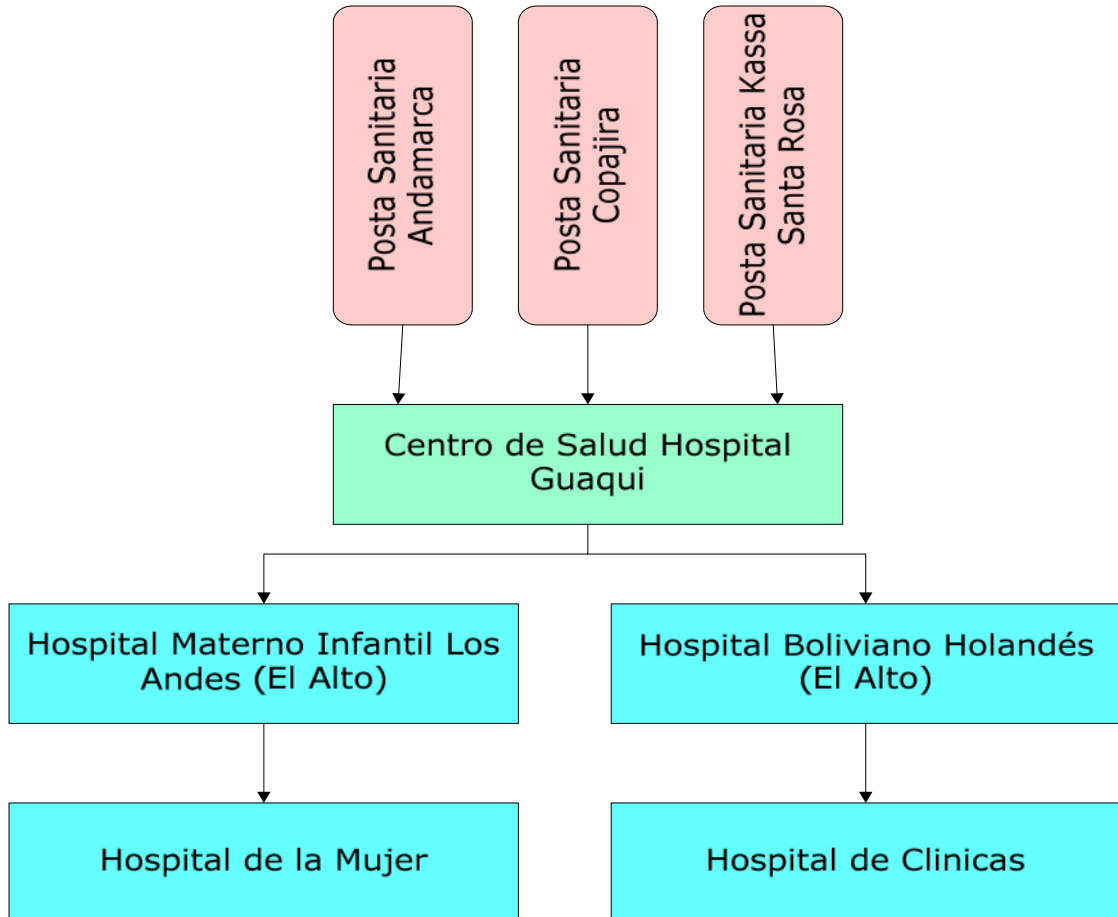 Posta Sanitaria
Andamarca
Posta Sanitaria
Copajira
Posta Sanitaria Kassa
Santa Rosa
Centro de Salud Hospital
Guaqui
Hospital Materno Infantil Los
Andes (El Alto)
Hospital Boliviano Holandés
(El Alto)
Hospital de la Mujer
Hospital de Clinicas